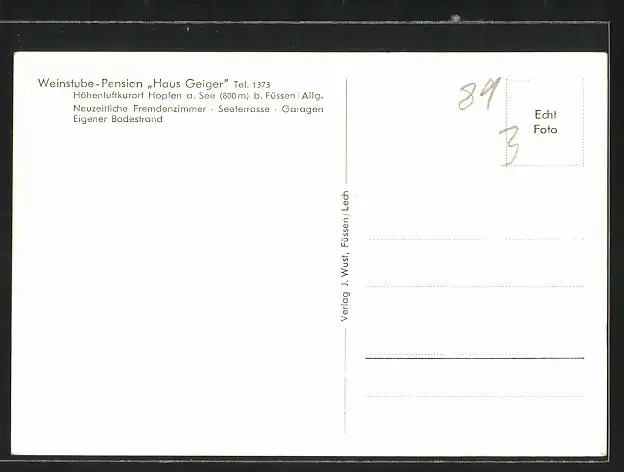 Weinstube-Pension „Haus Geiger" Tel. 1373
Höhenluftkurort Hopfen a. See (800 m) b. Füssen/Allg.
Neuzeitliche Fremdenzimmer · Seeterrasse · Garagen
Eigener Badestrand
Verlag J. Wust, Füssen/Lech
89
3
Echt
Foto